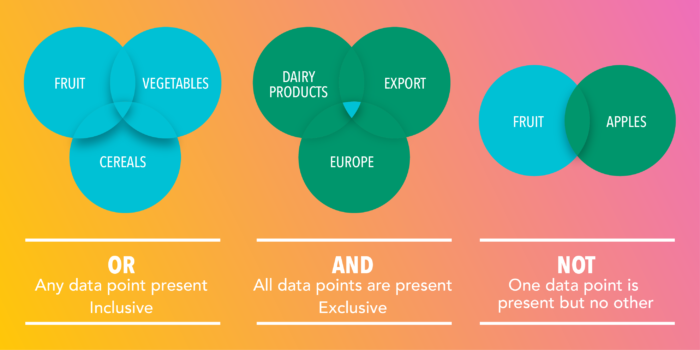 FRUIT
VEGETABLES
CEREALS
OR
Any data point present
Inclusive
DAIRY
PRODUCTS
EXPORT
EUROPE
AND
All data points are present
Exclusive
FRUIT
APPLES
NOT
One data point is
present but no other